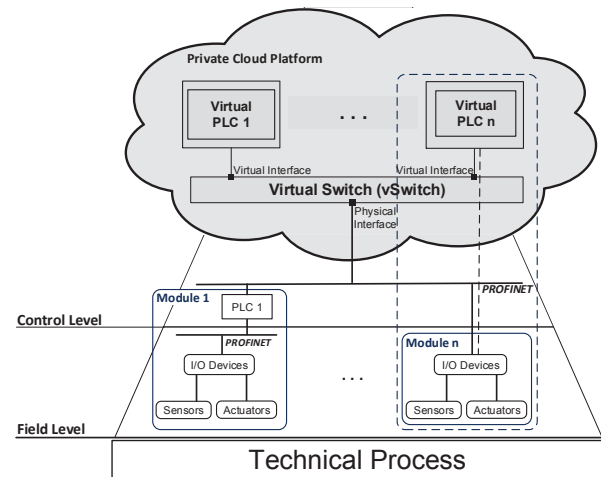 Private Cloud Platform
Virtual
PLC 1
. . .
Virtual
PLC n
Virtual Interface
Virtual Interface
Virtual Switch (vSwitch)
Physical
Interface
PROFINET
Module 1
PLC 1
Control Level
PROFINET
Module n
I/O Devices
I/O Devices
. . .
Sensors
Actuators
Sensors
Actuators
Field Level
Technical Process